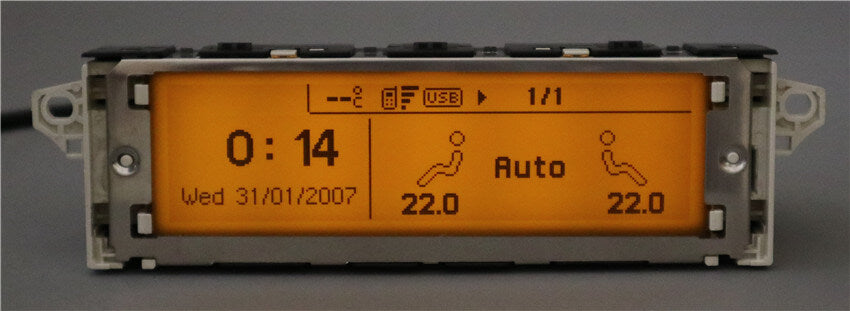 --°C USB 1/1
0:14
Auto
Wed 31/01/2007
22.0 22.0